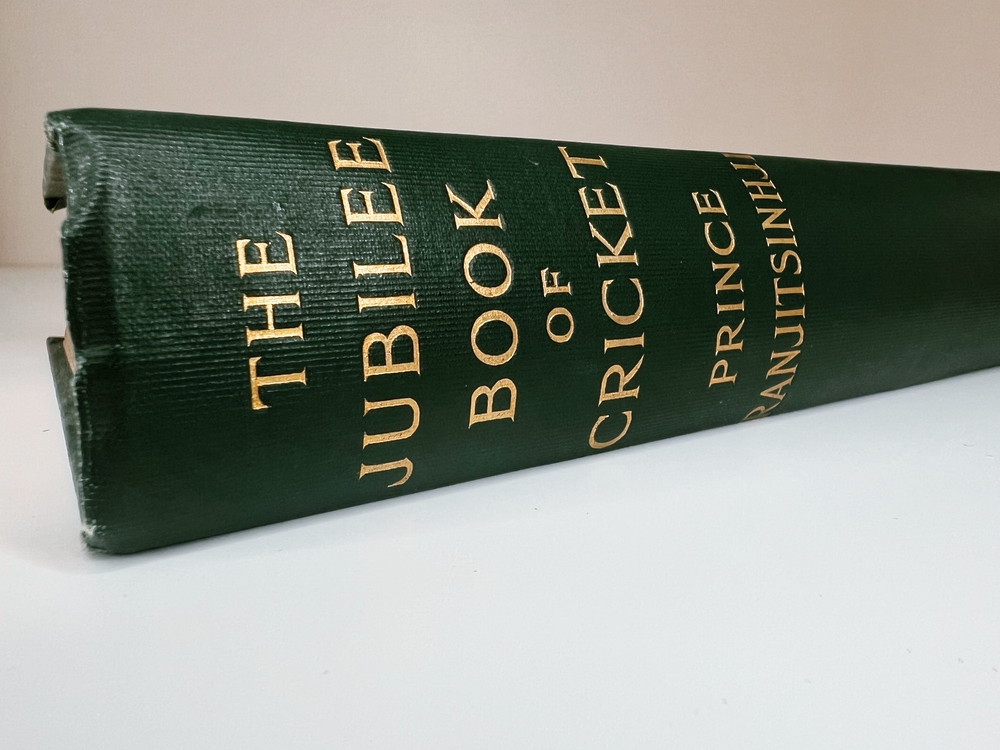 THE
JUBILEE
BOOK
OF
CRICKET
PRINCE
RANJITSINHJI